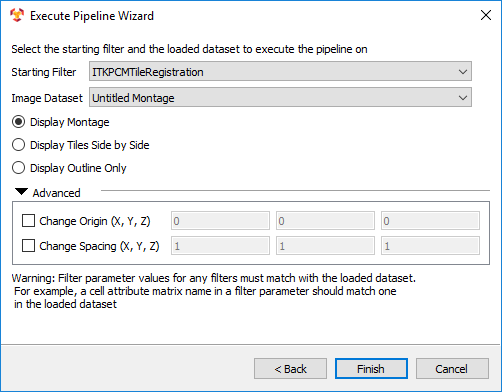 Execute Pipeline Wizard
Select the starting filter and the loaded dataset to execute the pipeline on
Starting Filter ITKPCMTileRegistration
Image Dataset Untitled Montage
Display Montage
Display Tiles Side by Side
Display Outline Only
Advanced
Change Origin (X, Y, Z) 0 0 0
Change Spacing (X, Y, Z) 1 1 1
Warning: Filter parameter values for any filters must match with the loaded dataset.
For example, a cell attribute matrix name in a filter parameter should match one
in the loaded dataset
< Back Finish Cancel